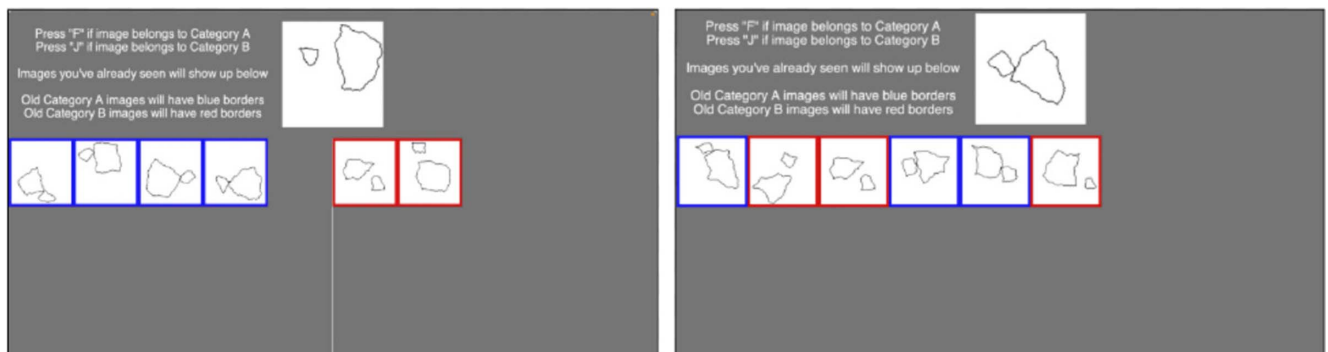 Press "F" if image belongs to Category A
Press "J" if image belongs to Category B
Images you've already seen will show up below
Old Category A images will have blue borders
Old Category B images will have red borders
Press "F" if image belongs to Category A
Press "J" if image belongs to Category B
Images you've already seen will show up below
Old Category A images will have blue borders
Old Category B images will have red borders